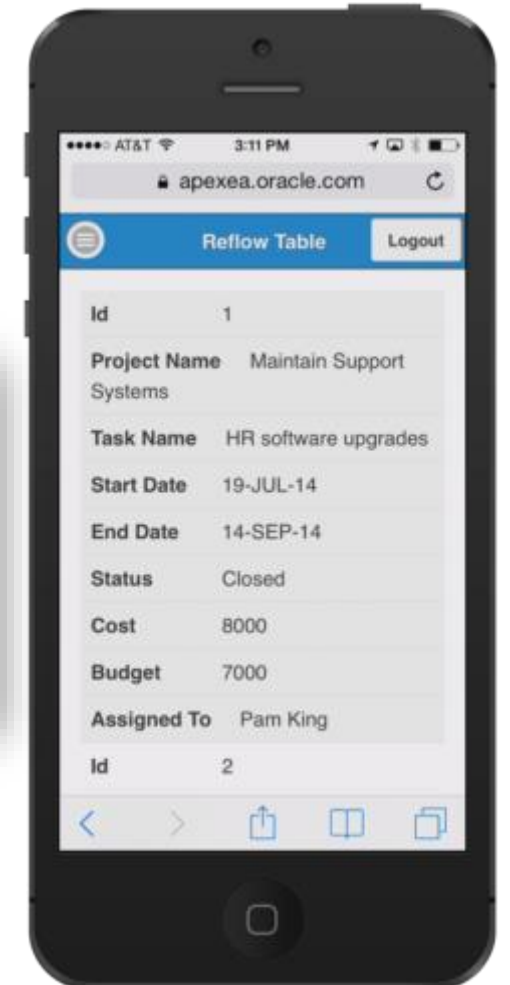 AT&T 3:11 PM
apexea.oracle.com
Reflow Table Logout
Id 1
Project Name Maintain Support
Systems
Task Name HR software upgrades
Start Date 19-JUL-14
End Date 14-SEP-14
Status Closed
Cost 8000
Budget 7000
Assigned To Pam King
Id 2